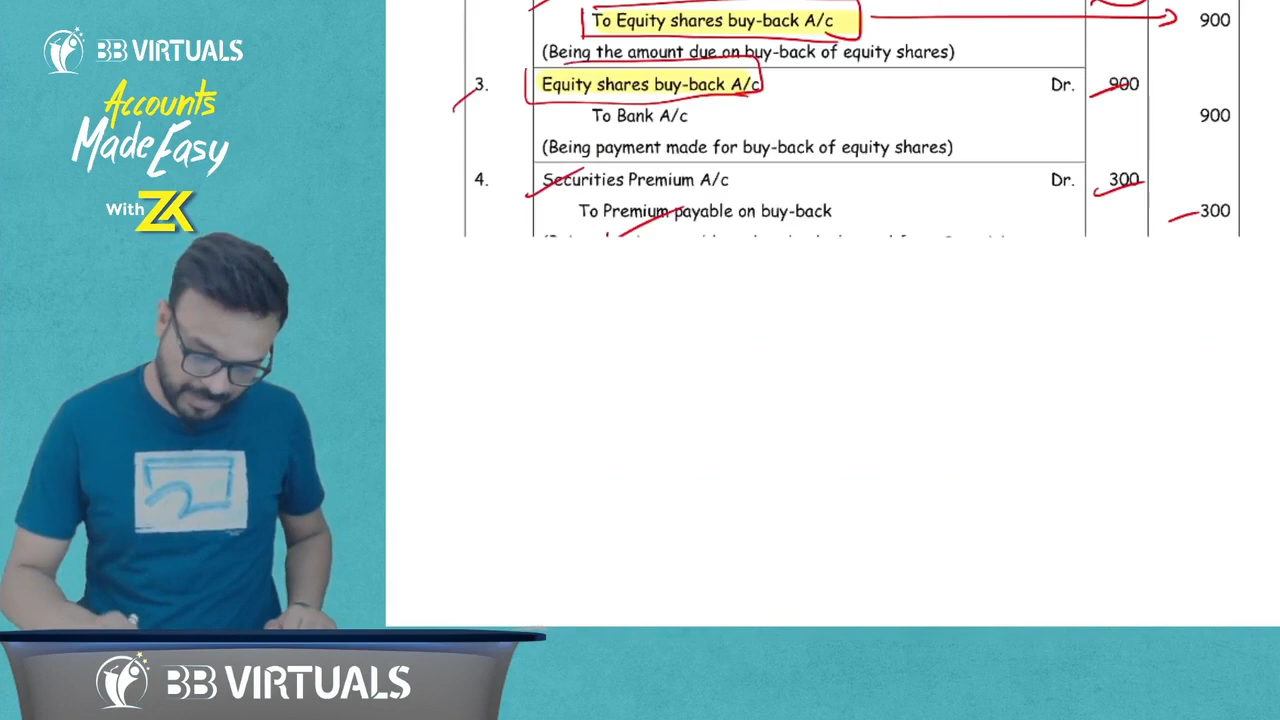 BB VIRTUALS
Accounts
Made Easy
With ZK
To Equity shares buy-back A/c 900
(Being the amount due on buy-back of equity shares)
3. Equity shares buy-back A/c Dr. 900
To Bank A/c 900
(Being payment made for buy-back of equity shares)
4. Securities Premium A/c Dr. 300
To Premium payable on buy-back 300
BB VIRTUALS